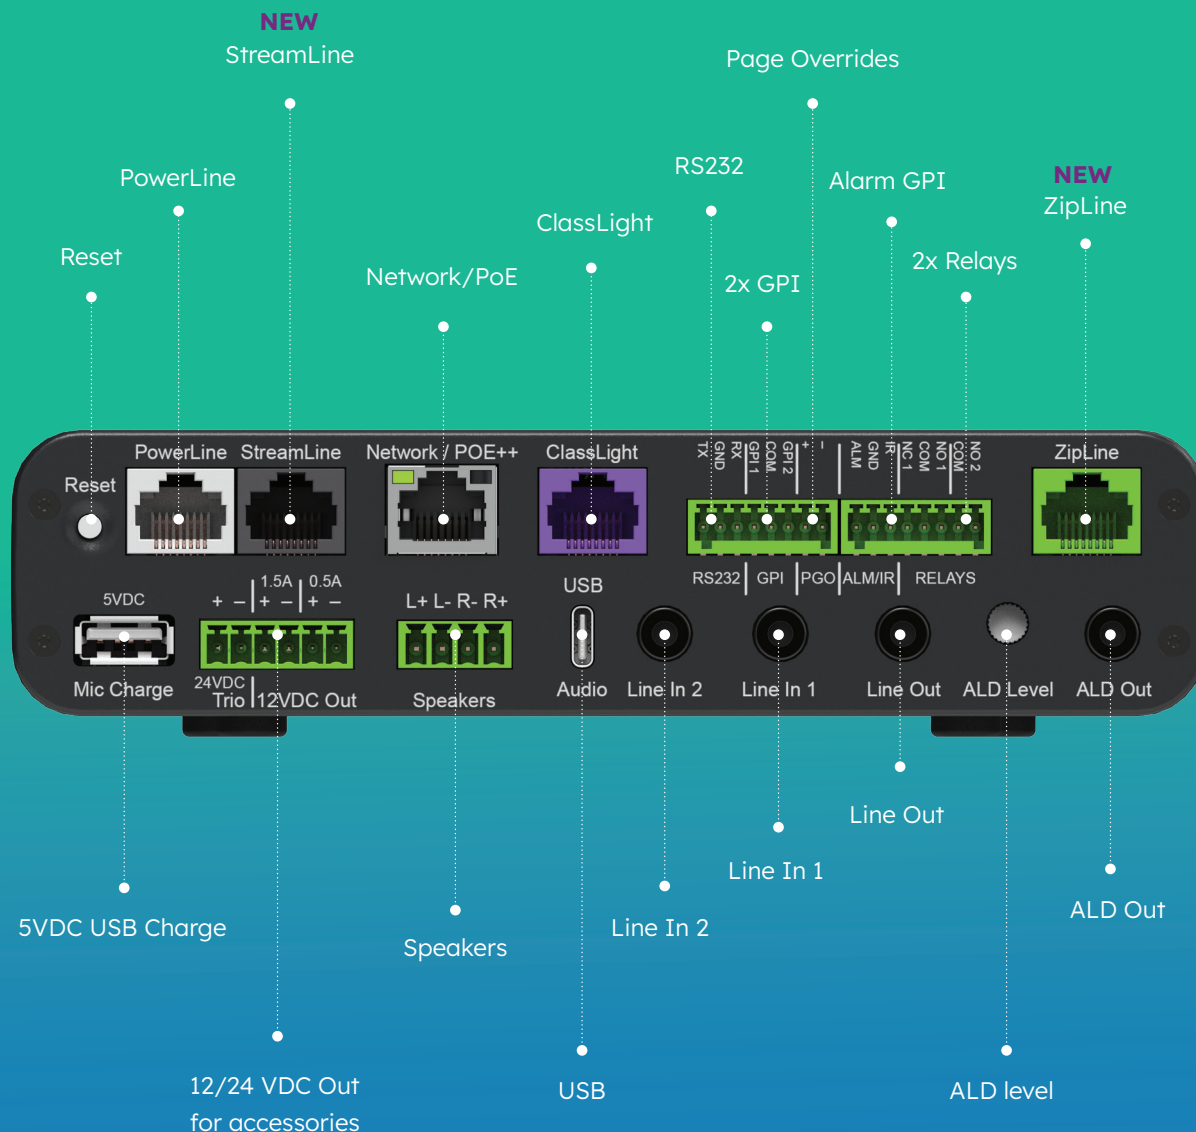 NEW
StreamLine
Page Overrides
RS232
PowerLine
Alarm GPI
NEW
ZipLine
ClassLight
Reset
Network/PoE
2x GPI
2x Relays
PowerLine
StreamLine
Network / POE++
ClassLight
TX
GND
RX
GPI 1
COM
GPI 2
+
–
ALM
GND
IR
NC 1
COM
NO 1
COM
NO 2
ZipLine
Reset
RS232
GPI
PGO
ALM/IR
RELAYS
5VDC
+ –
1.5A
+ –
0.5A
+ –
L+ L- R- R+
USB
Mic Charge
24VDC
Trio
12VDC Out
Speakers
Audio
Line In 2
Line In 1
Line Out
ALD Level
ALD Out
Line Out
Line In 1
ALD Out
5VDC USB Charge
Line In 2
Speakers
12/24 VDC Out
for accessories
USB
ALD level